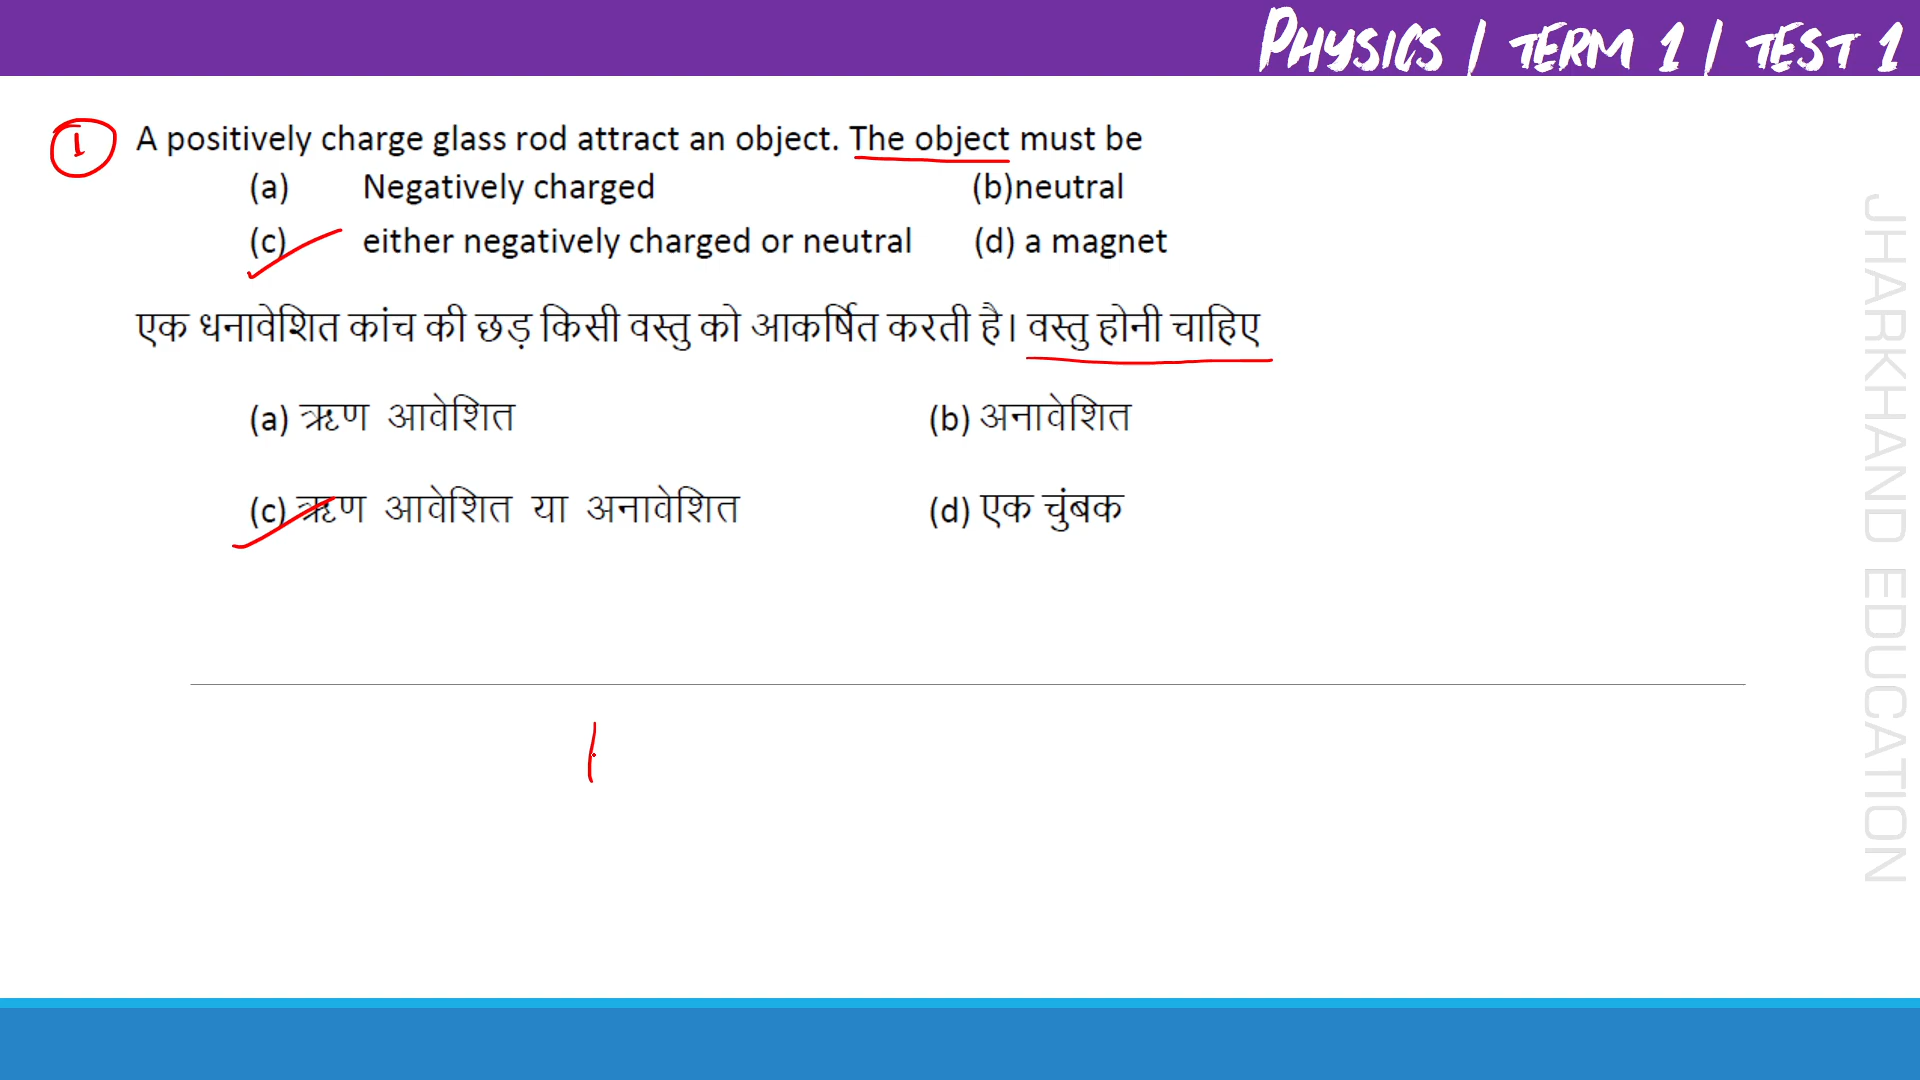 PHYSICS | TERM 1 | TEST 1
1 A positively charge glass rod attract an object. The object must be
(a) Negatively charged (b)neutral
(c) either negatively charged or neutral (d) a magnet
एक धनावेशित कांच की छड़ किसी वस्तु को आकर्षित करती है। वस्तु होनी चाहिए
(a) ऋण आवेशित (b) अनावेशित
(c) ऋण आवेशित या अनावेशित (d) एक चुंबक
JHARKHAND EDUCATION